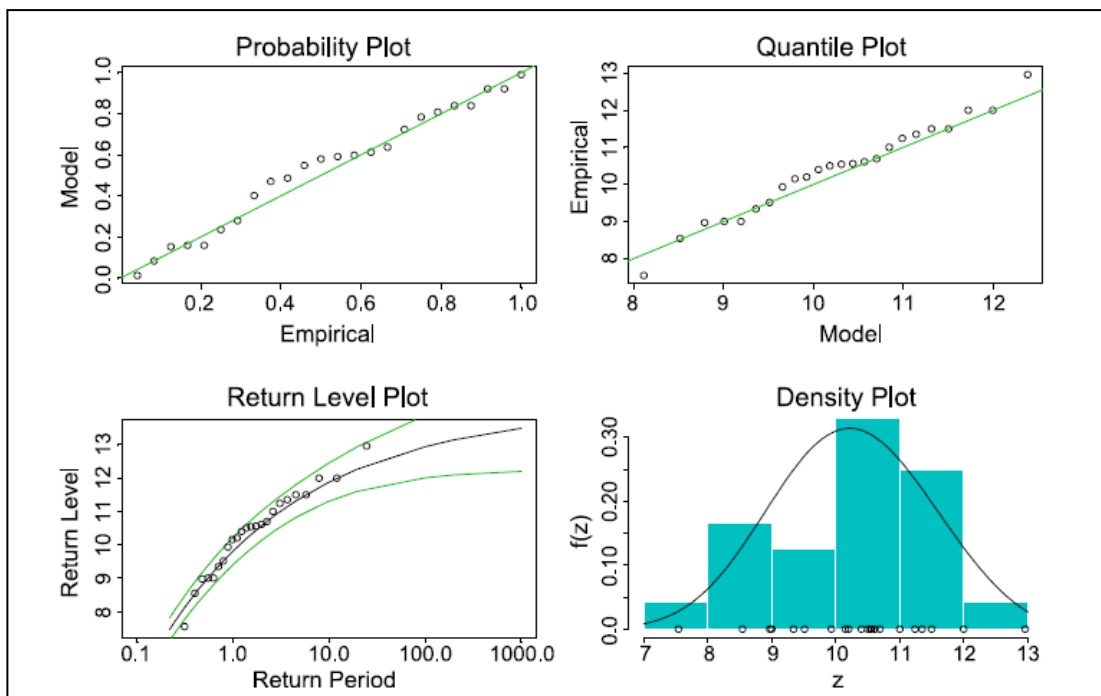 Probability Plot
Model
0.0 0.2 0.4 0.6 0.8 1.0
0.2 0.4 0.6 0.8 1.0
Empirical
Quantile Plot
Empirical
8 9 10 11 12 13
8 9 10 11 12
Model
Return Level Plot
Return Level
8 9 10 11 12 13
0.1 1.0 10.0 100.0 1000.0
Return Period
Density Plot
f(z)
0.0 0.10 0.20 0.30
7 8 9 10 11 12 13
z